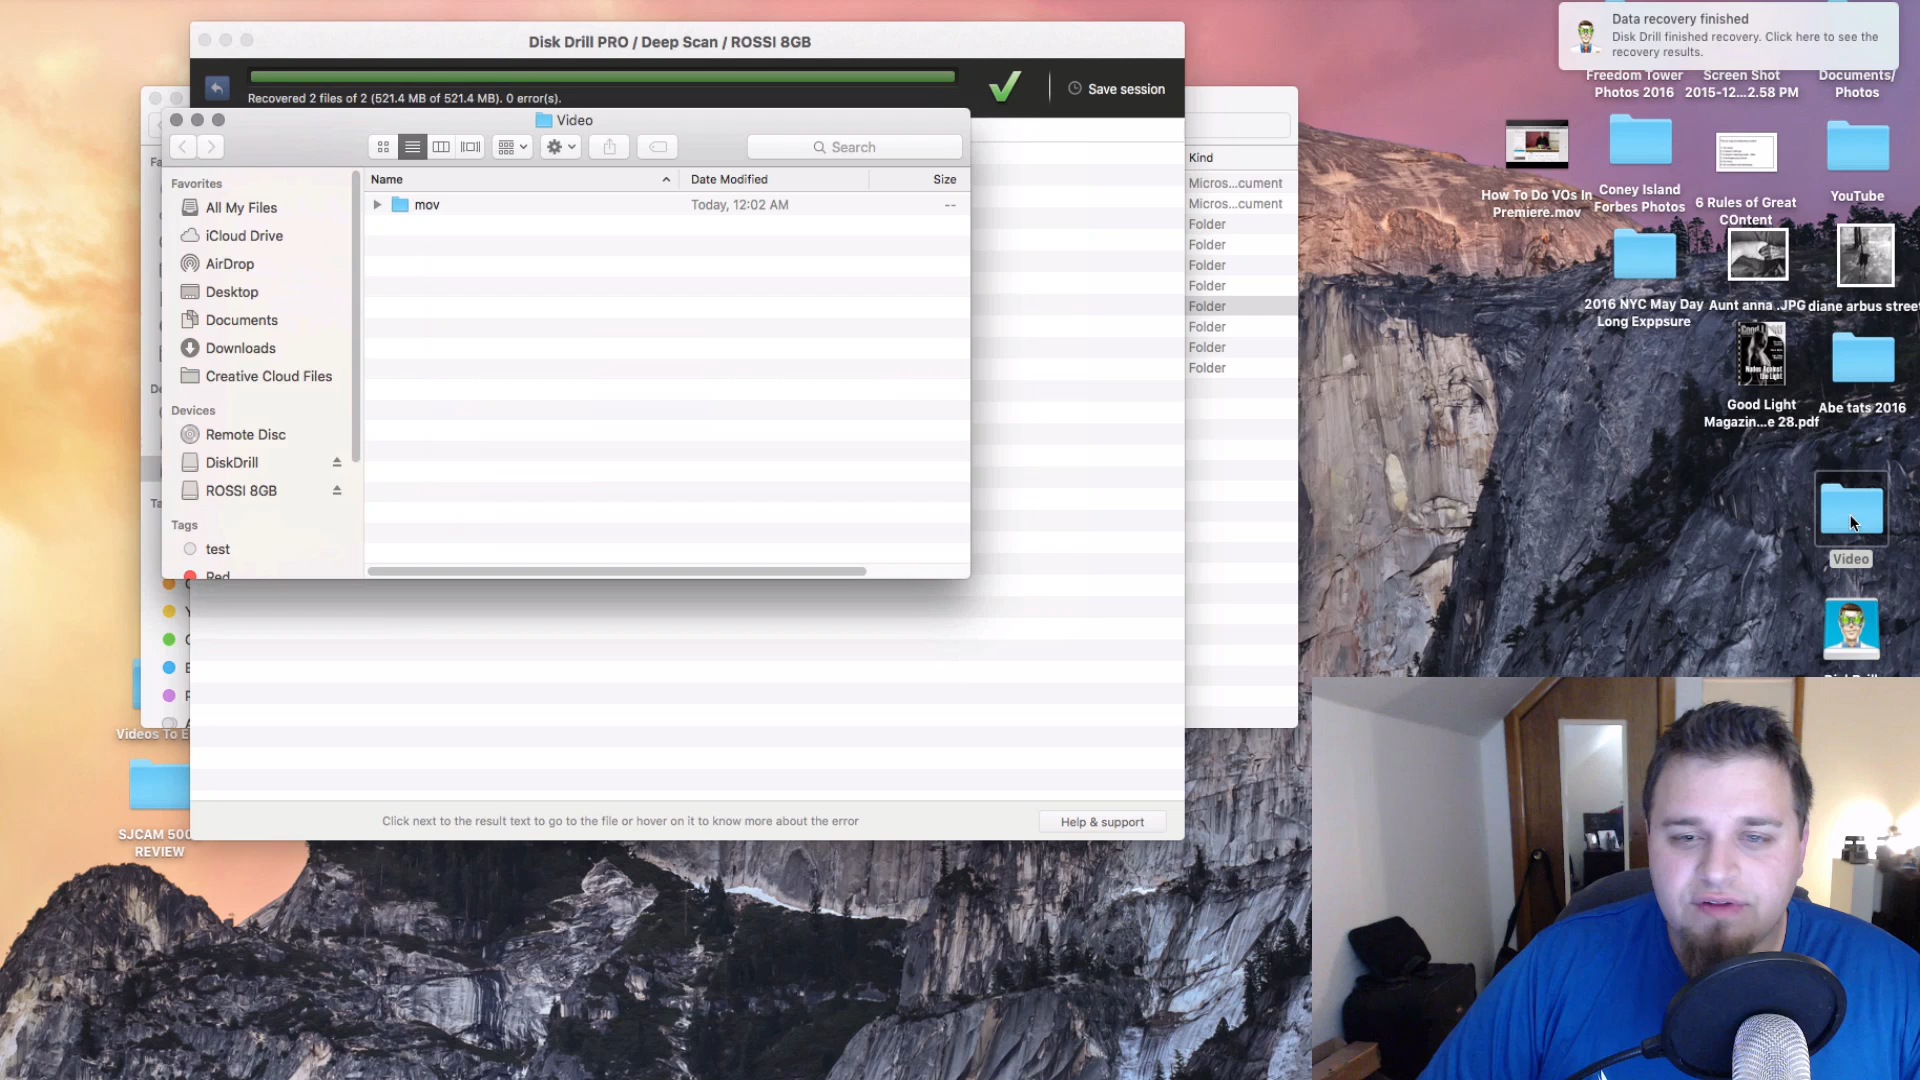 Disk Drill PRO / Deep Scan / ROSSI 8GB
Recovered 2 files of 2 (521.4 MB of 521.4 MB). 0 error(s).
Save session
Video
Search
Favorites
All My Files
iCloud Drive
AirDrop
Desktop
Documents
Downloads
Creative Cloud Files
Devices
Remote Disc
DiskDrill
ROSSI 8GB
Tags
test
Red
Name
Date Modified
Size
mov
Today, 12:02 AM
--
Kind
Micros...cument
Micros...cument
Folder
Folder
Folder
Folder
Folder
Folder
Folder
Folder
Click next to the result text to go to the file or hover on it to know more about the error
Help & support
Videos To E
SJCAM 500
REVIEW
Data recovery finished
Disk Drill finished recovery. Click here to see the
recovery results.
Freedom Tower
Photos 2016
Screen Shot
2015-12...2.58 PM
Documents/
Photos
How To Do VOs In
Premiere.mov
Coney Island
Forbes Photos
6 Rules of Great
COntent
YouTube
2016 NYC May Day
Long Exppsure
Aunt anna .JPG
diane arbus street
Good Light
Magazin...e 28.pdf
Abe tats 2016
Video